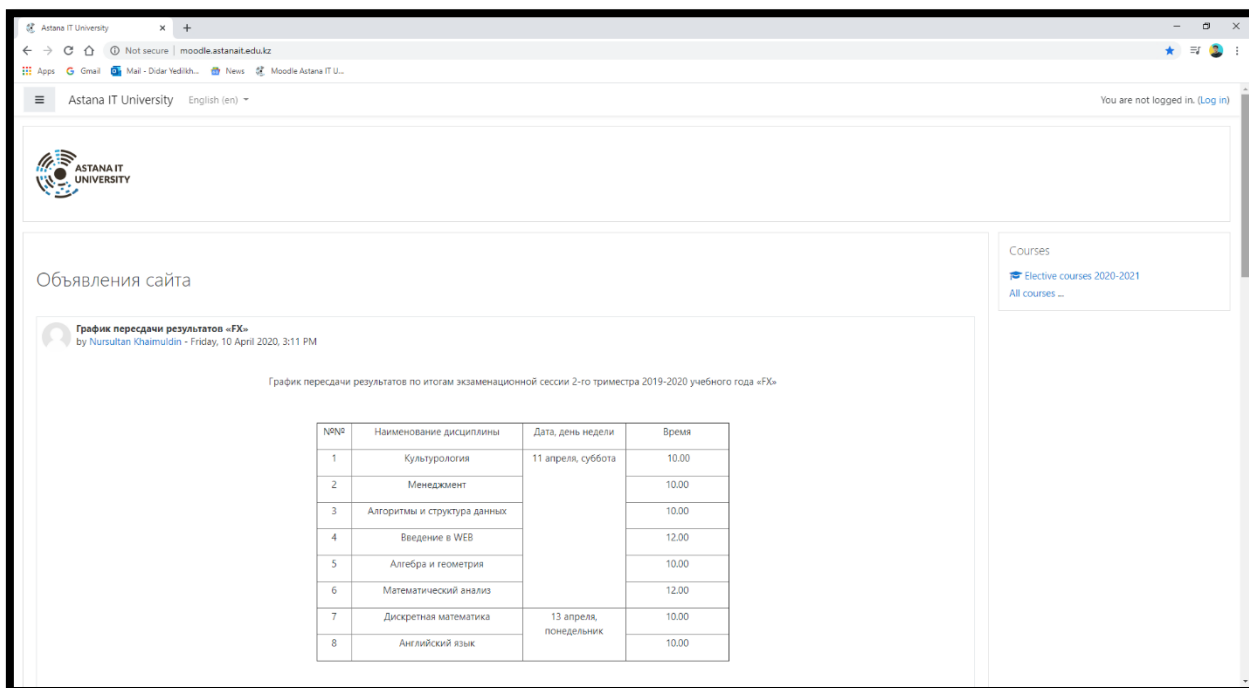 Astana IT University
Not secure | moodle.astanait.edu.kz
Apps Gmail Mail - Didar Yedilkh... News Moodle Astana IT U...
Astana IT University English (en) You are not logged in. (Log in)
ASTANA IT
UNIVERSITY
Объявления сайта
График пересдачи результатов «FX»
by Nursultan Khaimuldin - Friday, 10 April 2020, 3:11 PM
График пересдачи результатов по итогам экзаменационной сессии 2-го триместра 2019-2020 учебного года «FX»
№№ Наименование дисциплины Дата, день недели Время
1 Культурология 11 апреля, суббота 10.00
2 Менеджмент 10.00
3 Алгоритмы и структура данных 10.00
4 Введение в WEB 12.00
5 Алгебра и геометрия 10.00
6 Математический анализ 12.00
7 Дискретная математика 13 апреля, понедельник 10.00
8 Английский язык 10.00
Courses
Elective courses 2020-2021
All courses ...